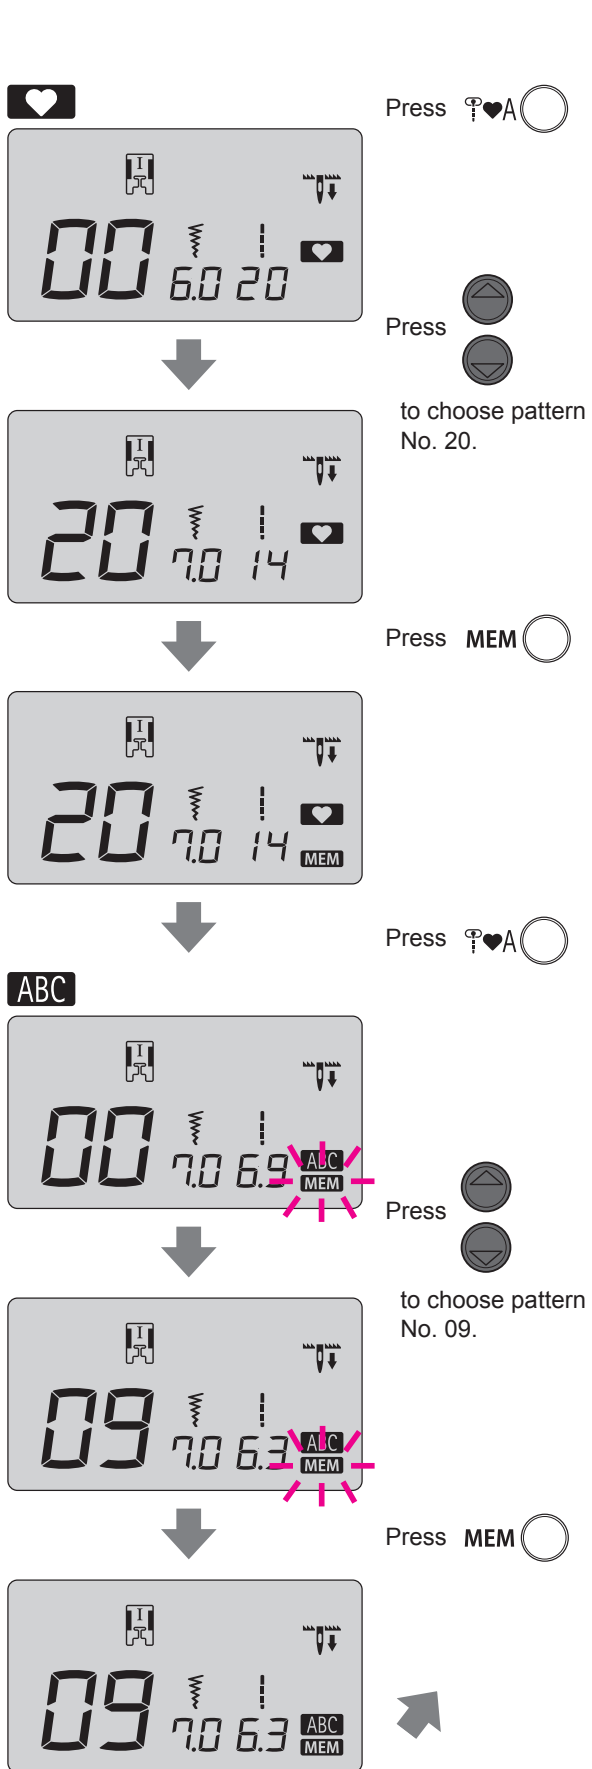 Press A
I
00 6.0 20
Press
to choose pattern
No. 20.
I
20 7.0 14
Press MEM
I
20 7.0 14 MEM
Press A
ABC
I
00 7.0 6.9 ABC
MEM
Press
to choose pattern
No. 09.
I
09 7.0 6.3 ABC
MEM
Press MEM
I
09 7.0 6.3 ABC
MEM